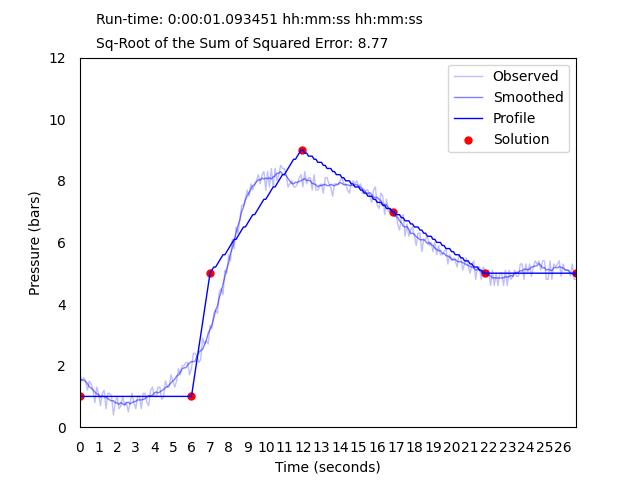 Run-time: 0:00:01.093451 hh:mm:ss hh:mm:ss
Sq-Root of the Sum of Squared Error: 8.77
12
10
8
6
4
2
0
Pressure (bars)
Observed
Smoothed
Profile
Solution
0 1 2 3 4 5 6 7 8 9 10 11 12 13 14 15 16 17 18 19 20 21 22 23 24 25 26
Time (seconds)